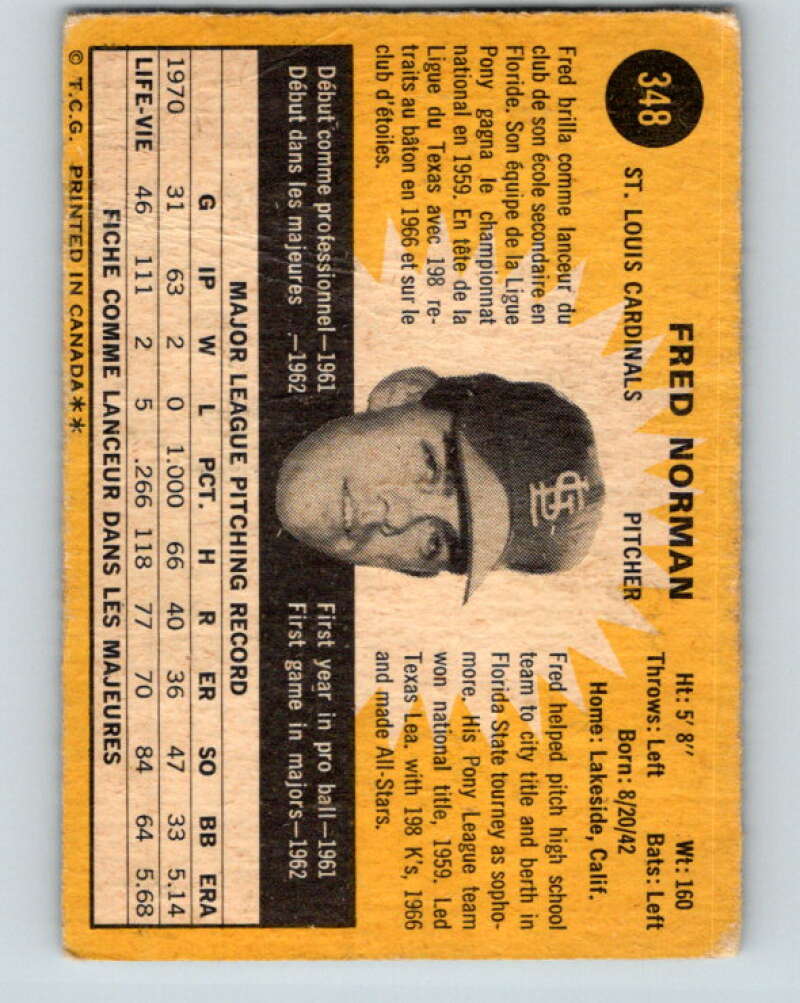 348
FRED NORMAN
ST. LOUIS CARDINALS PITCHER
Ht: 5' 8" Wt: 160
Throws: Left Bats: Left
Born: 8/20/42
Home: Lakeside, Calif.
Fred brilla comme lanceur du
club de son école secondaire en
Floride. Son équipe de la Ligue
Pony gagna le championnat
national en 1959. En tête de la
Ligue du Texas avec 198 re-
traits au bâton en 1966 et sur le
club d'étoiles.
Fred helped pitch high school
team to city title and berth in
Florida State tourney as sopho-
more. His Pony League team
won national title, 1959. Led
Texas Lea. with 198 K's, 1966
and made All-Stars.
Début comme professionnel—1961
Début dans les majeures .—1962
First year in pro ball—1961
First game in majors—1962
MAJOR LEAGUE PITCHING RECORD
G IP W L PCT. H R ER SO BB ERA
1970 31 63 2 0 1.000 66 40 36 47 33 5.14
LIFE-VIE 46 111 2 5 .266 118 77 70 84 64 5.68
FICHE COMME LANCEUR DANS LES MAJEURES
© T.C.G. PRINTED IN CANADA**